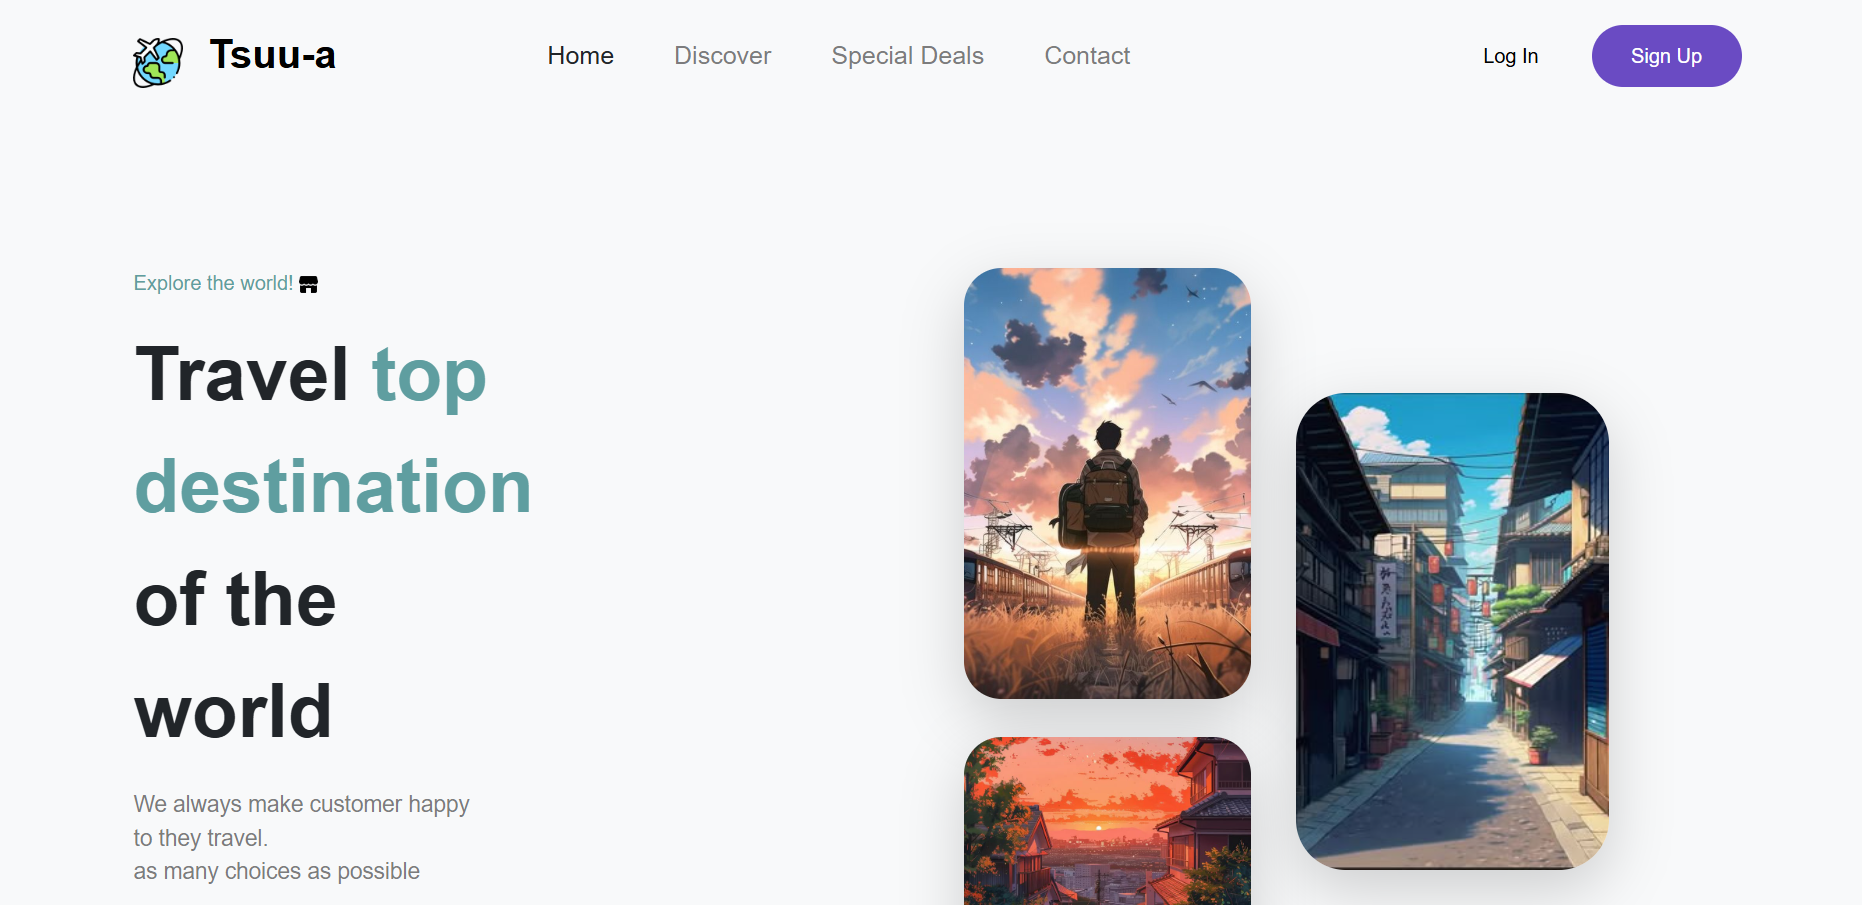 Tsuu-a
Home
Discover
Special Deals
Contact
Log In
Sign Up
Explore the world!
Travel top
destination
of the
world
We always make customer happy
to they travel.
as many choices as possible